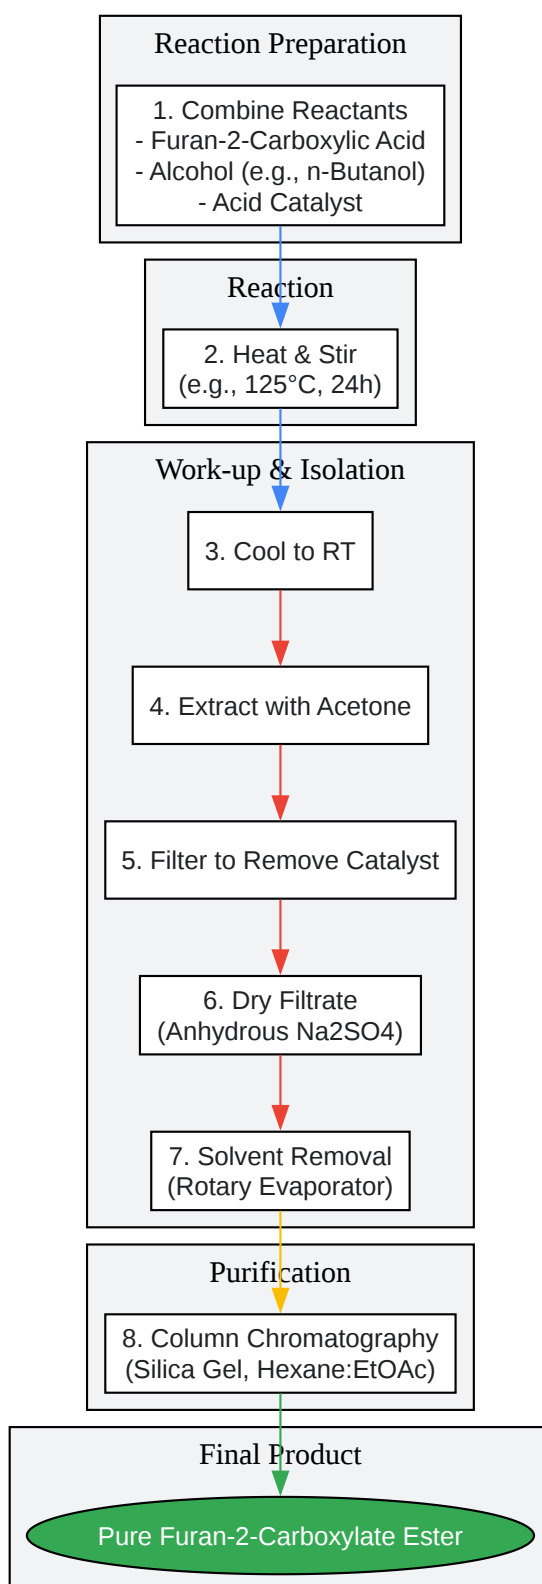 Reaction Preparation
1. Combine Reactants
- Furan-2-Carboxylic Acid
- Alcohol (e.g., n-Butanol)
- Acid Catalyst
Reaction
2. Heat & Stir
(e.g., 125°C, 24h)
Work-up & Isolation
3. Cool to RT
4. Extract with Acetone
5. Filter to Remove Catalyst
6. Dry Filtrate
(Anhydrous Na2SO4)
7. Solvent Removal
(Rotary Evaporator)
Purification
8. Column Chromatography
(Silica Gel, Hexane:EtOAc)
Final Product
Pure Furan-2-Carboxylate Ester